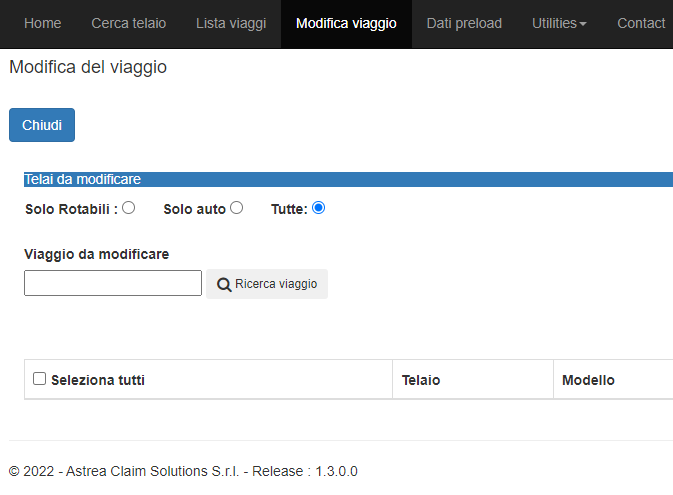 Home Cerca telaio Lista viaggi Modifica viaggio Dati preload Utilities Contact
Modifica del viaggio
Chiudi
Telai da modificare
Solo Rotabili : Solo auto Tutte:
Viaggio da modificare
Ricerca viaggio
Seleziona tutti Telaio Modello
© 2022 - Astrea Claim Solutions S.r.l. - Release : 1.3.0.0